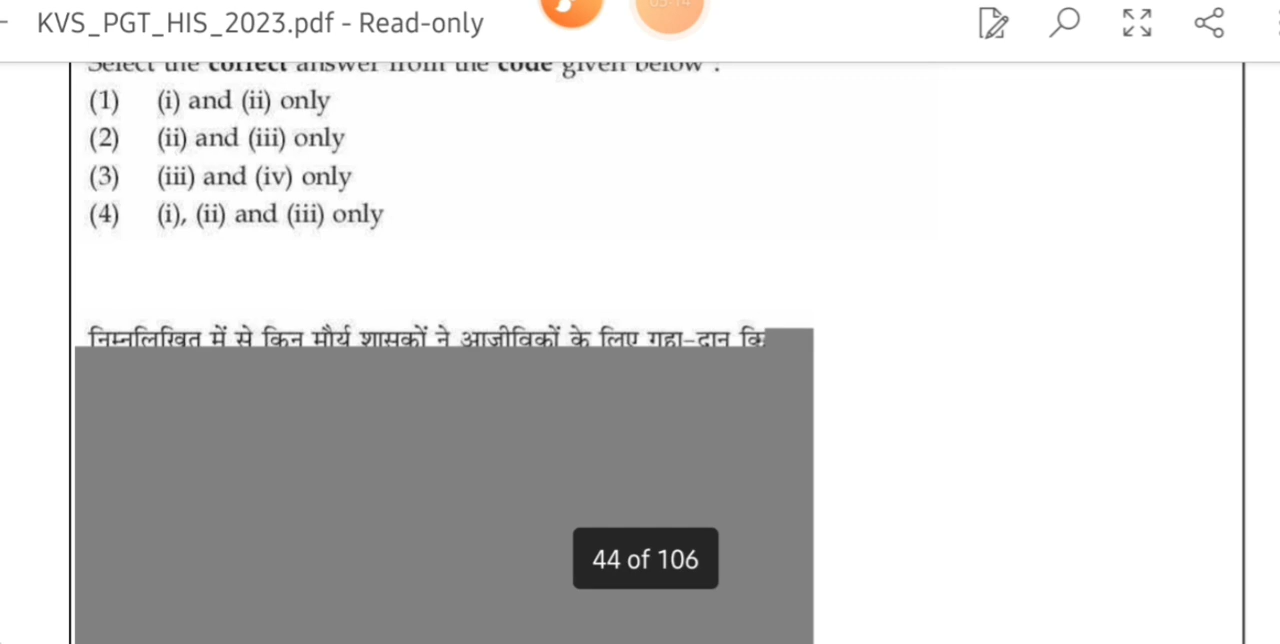 KVS_PGT_HIS_2023.pdf - Read-only
Select the correct answer from the code given below :
(1) (i) and (ii) only
(2) (ii) and (iii) only
(3) (iii) and (iv) only
(4) (i), (ii) and (iii) only
निम्नलिखित में से किन मौर्य शासकों ने आजीविकों के लिए गुहा-दान
44 of 106